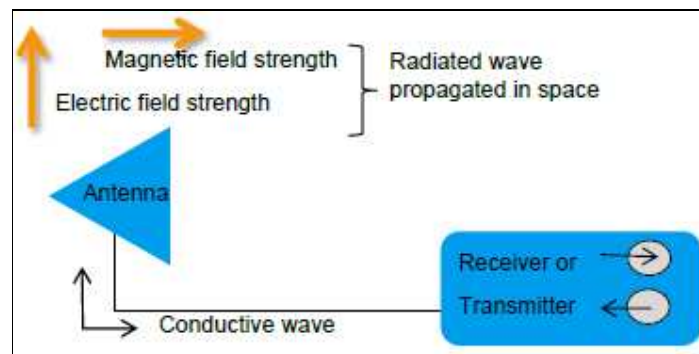 Magnetic field strength
Electric field strength
Radiated wave
propagated in space
Antenna
Receiver or
Transmitter
Conductive wave